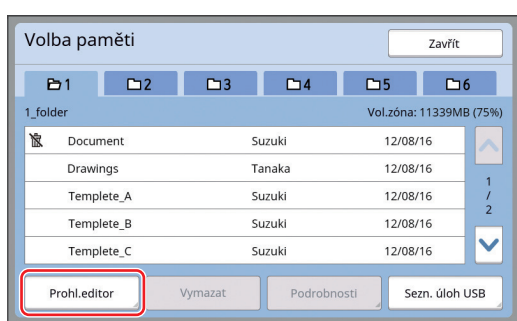 Volba paměti Zavřít
1 2 3 4 5 6
1_folder Vol.zóna: 11339MB (75%)
Document Suzuki 12/08/16
Drawings Tanaka 12/08/16
Templete_A Suzuki 12/08/16
Templete_B Suzuki 12/08/16
Templete_C Suzuki 12/08/16
1
/
2
Prohl.editor Vymazat Podrobnosti Sezn. úloh USB